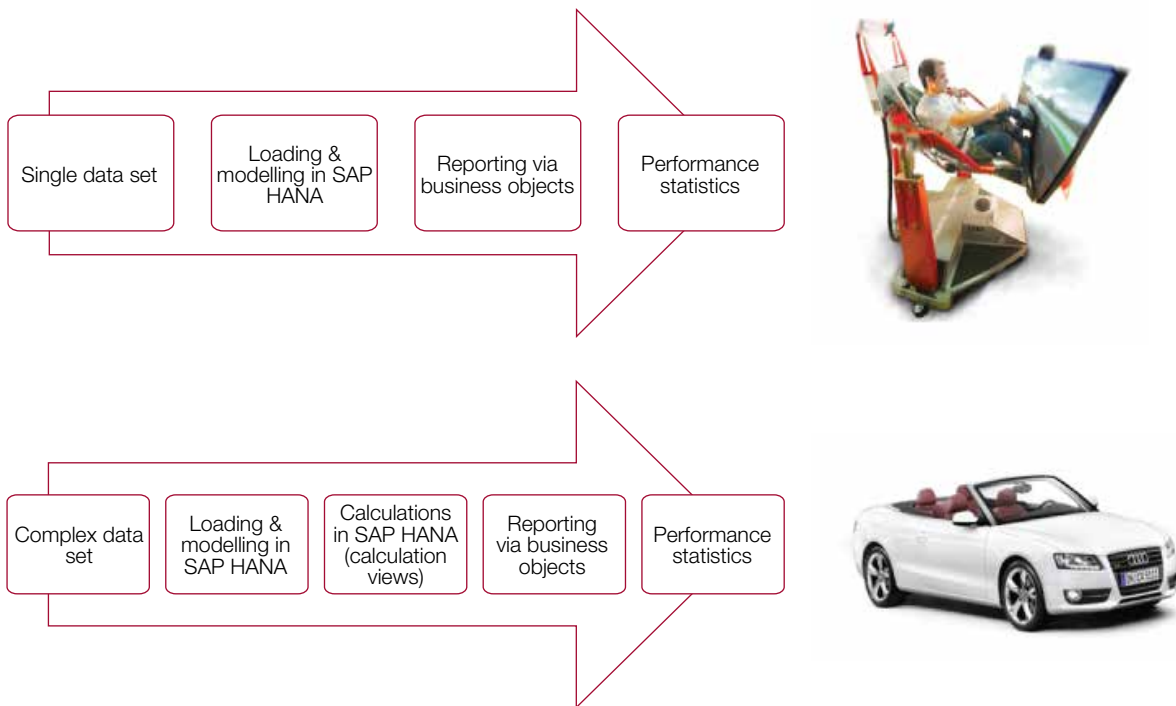 Single data set
Loading &
modelling in SAP
HANA
Reporting via
business objects
Performance
statistics
Complex data
set
Loading &
modelling in
SAP HANA
Calculations
in SAP HANA
(calculation
views)
Reporting
via business
objects
Performance
statistics